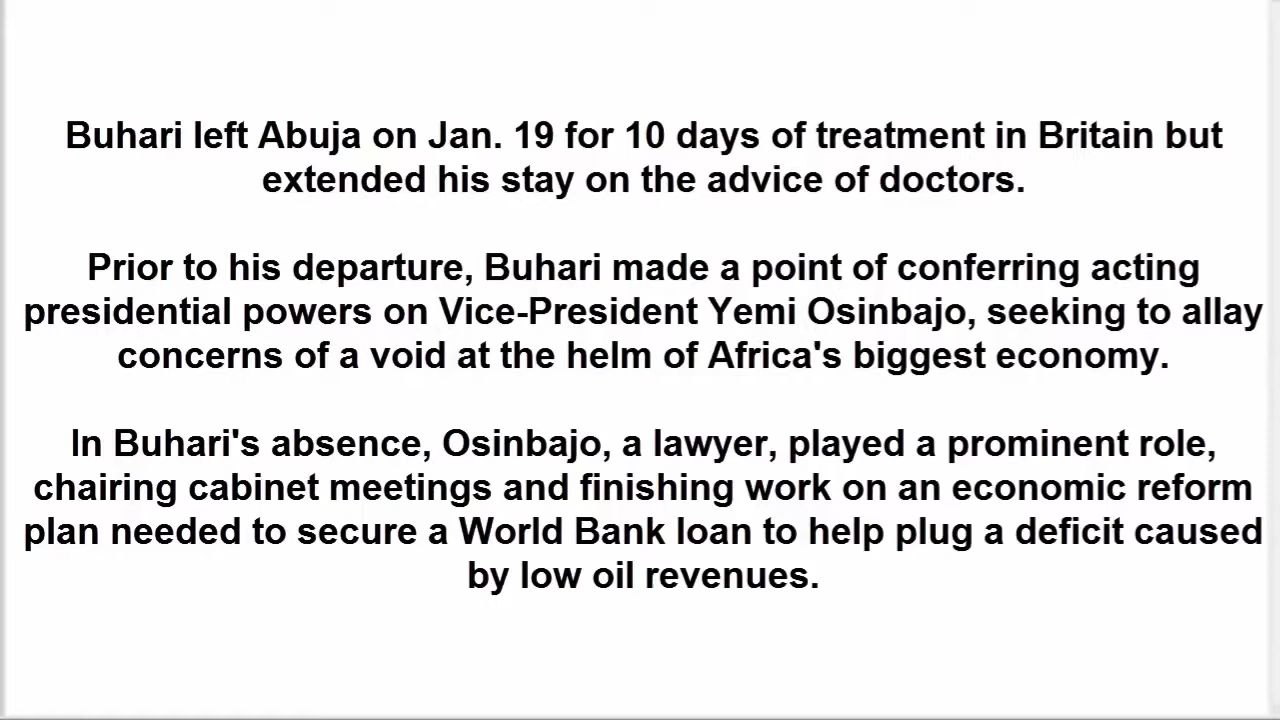 Buhari left Abuja on Jan. 19 for 10 days of treatment in Britain but
extended his stay on the advice of doctors.
Prior to his departure, Buhari made a point of conferring acting
presidential powers on Vice-President Yemi Osinbajo, seeking to allay
concerns of a void at the helm of Africa's biggest economy.
In Buhari's absence, Osinbajo, a lawyer, played a prominent role,
chairing cabinet meetings and finishing work on an economic reform
plan needed to secure a World Bank loan to help plug a deficit caused
by low oil revenues.